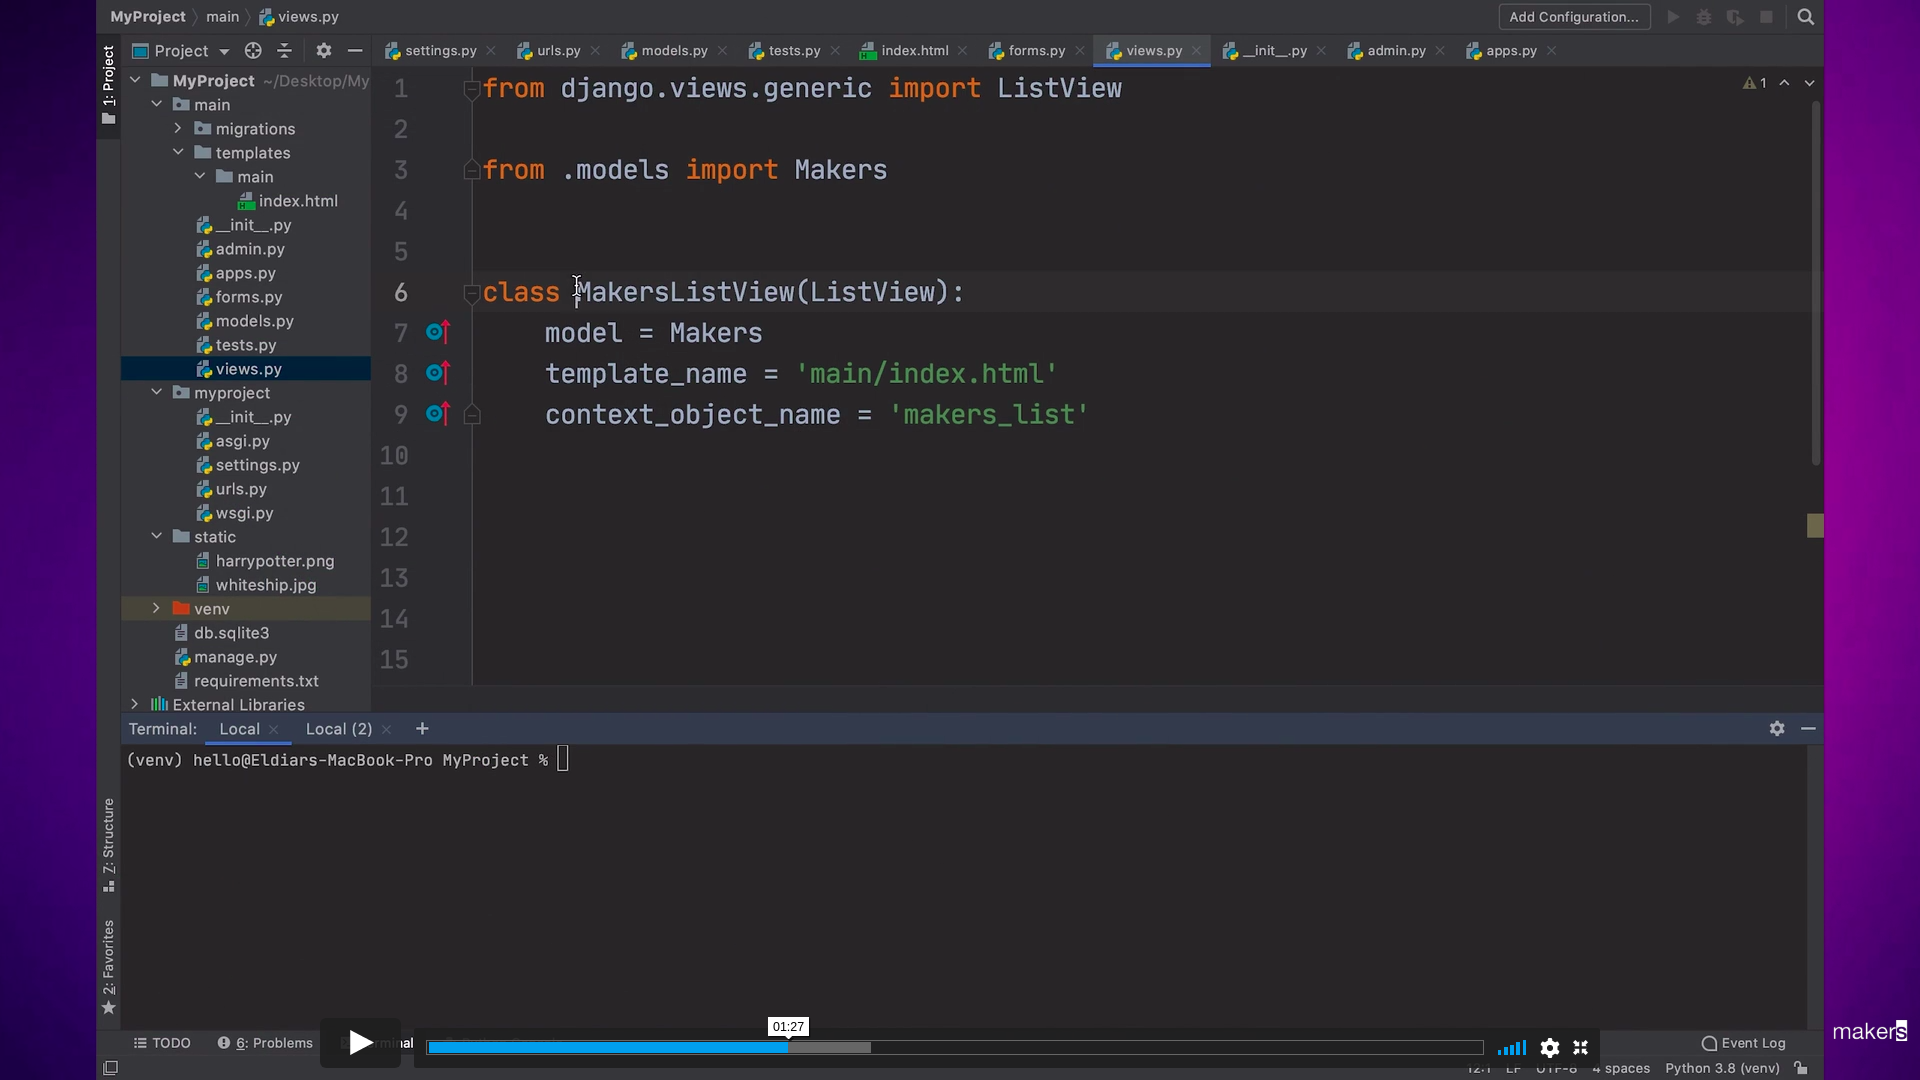 MyProject main views.py
Add Configuration...
Project
settings.py urls.py models.py tests.py index.html forms.py views.py __init__.py admin.py apps.py
1: Project
MyProject ~/Desktop/My
main
migrations
templates
main
index.html
__init__.py
admin.py
apps.py
forms.py
models.py
tests.py
views.py
myproject
__init__.py
asgi.py
settings.py
urls.py
wsgi.py
static
harrypotter.png
whiteship.jpg
venv
db.sqlite3
manage.py
requirements.txt
External Libraries
1 from django.views.generic import ListView
2
3 from .models import Makers
4
5
6 class MakersListView(ListView):
7 model = Makers
8 template_name = 'main/index.html'
9 context_object_name = 'makers_list'
10
11
12
13
14
15
1
Terminal: Local Local (2) +
(venv) hello@Eldiars-MacBook-Pro MyProject %
Z: Structure
2: Favorites
01:27
TODO 6: Problems
Event Log
4 spaces Python 3.8 (venv)
makers